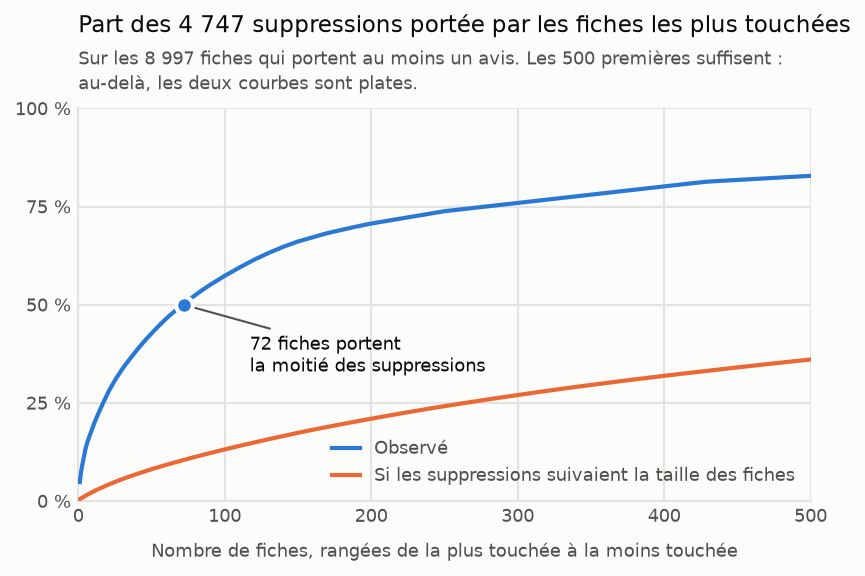 Part des 4 747 suppressions portée par les fiches les plus touchées
Sur les 8 997 fiches qui portent au moins un avis. Les 500 premières suffisent :
au-delà, les deux courbes sont plates.
100 %
75 %
50 %
25 %
0 %
72 fiches portent
la moitié des suppressions
Observé
Si les suppressions suivaient la taille des fiches
0
100
200
300
400
500
Nombre de fiches, rangées de la plus touchée à la moins touchée